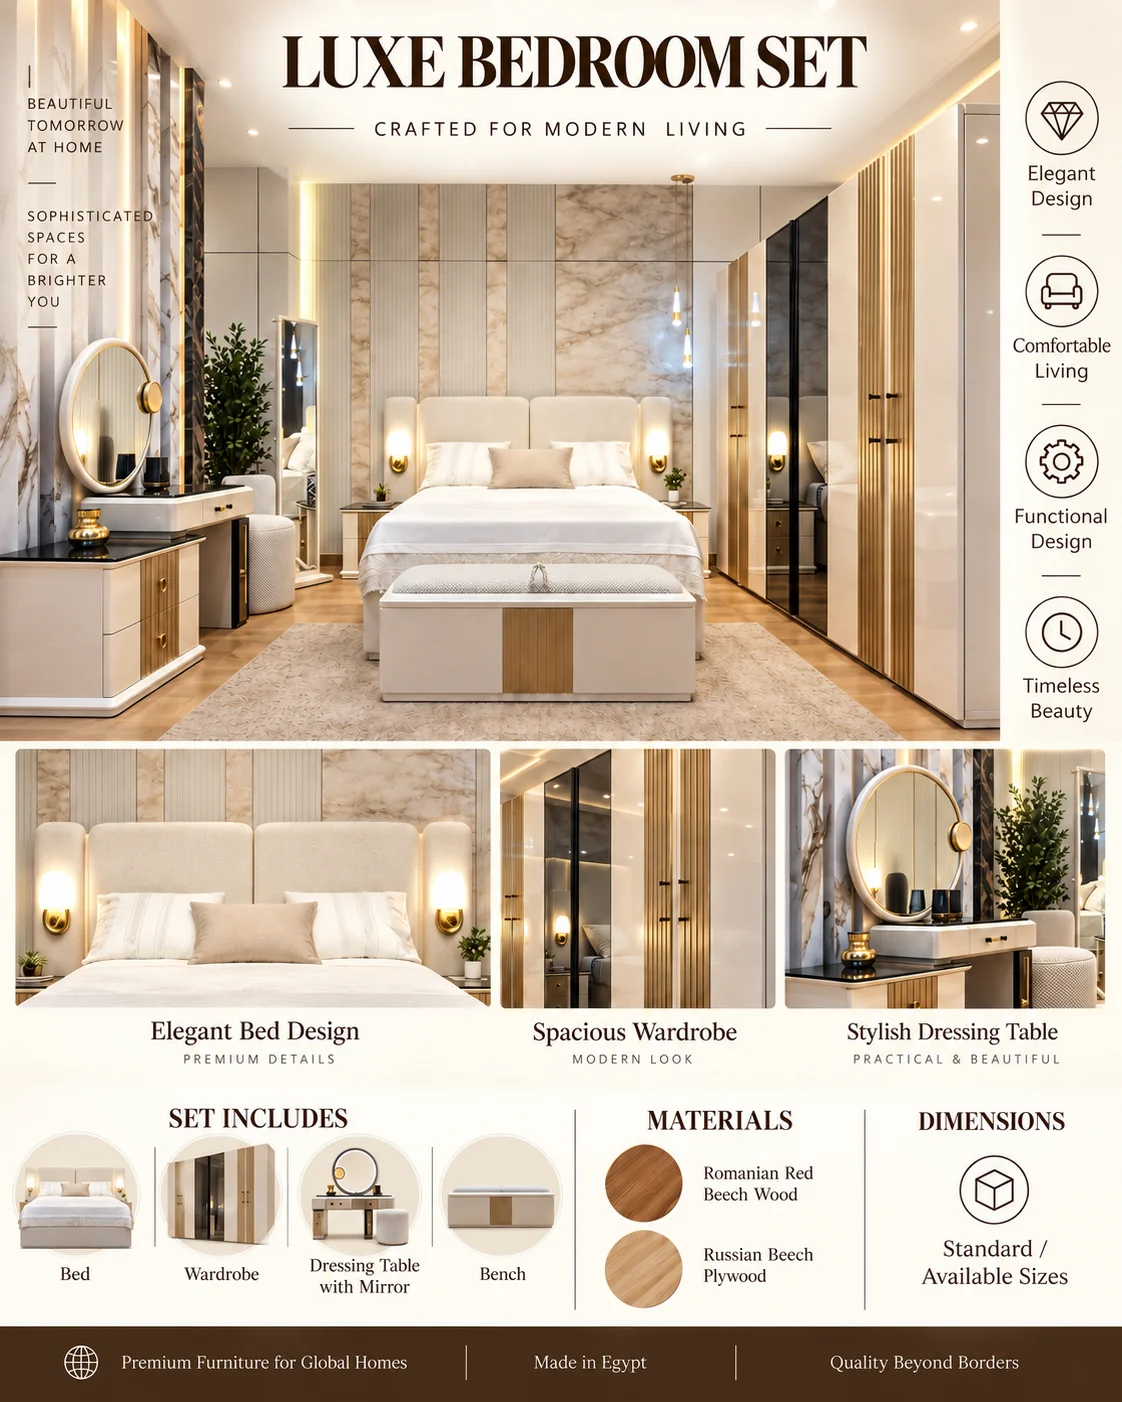 LUXE BEDROOM SET
CRAFTED FOR MODERN LIVING
BEAUTIFUL
TOMORROW
AT HOME
SOPHISTICATED
SPACES
FOR A
BRIGHTER
YOU
Elegant
Design
Comfortable
Living
Functional
Design
Timeless
Beauty
Elegant Bed Design
PREMIUM DETAILS
Spacious Wardrobe
MODERN LOOK
Stylish Dressing Table
PRACTICAL & BEAUTIFUL
SET INCLUDES
Bed
Wardrobe
Dressing Table
with Mirror
Bench
MATERIALS
Romanian Red
Beech Wood
Russian Beech
Plywood
DIMENSIONS
Standard /
Available Sizes
Premium Furniture for Global Homes
Made in Egypt
Quality Beyond Borders